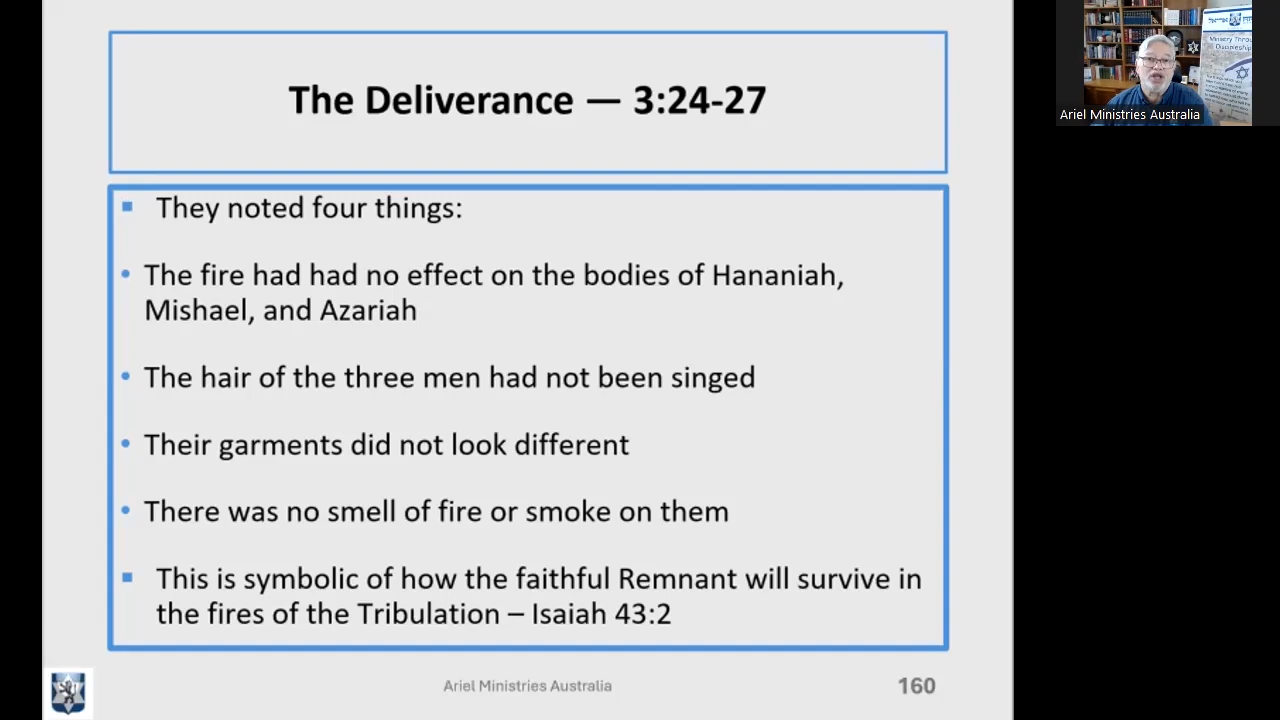 The Deliverance — 3:24-27
They noted four things:
The fire had had no effect on the bodies of Hananiah,
Mishael, and Azariah
The hair of the three men had not been singed
Their garments did not look different
There was no smell of fire or smoke on them
This is symbolic of how the faithful Remnant will survive in
the fires of the Tribulation – Isaiah 43:2
Ariel Ministries Australia
160
Ministry Throu
Discipleship
Ariel Ministries Australia